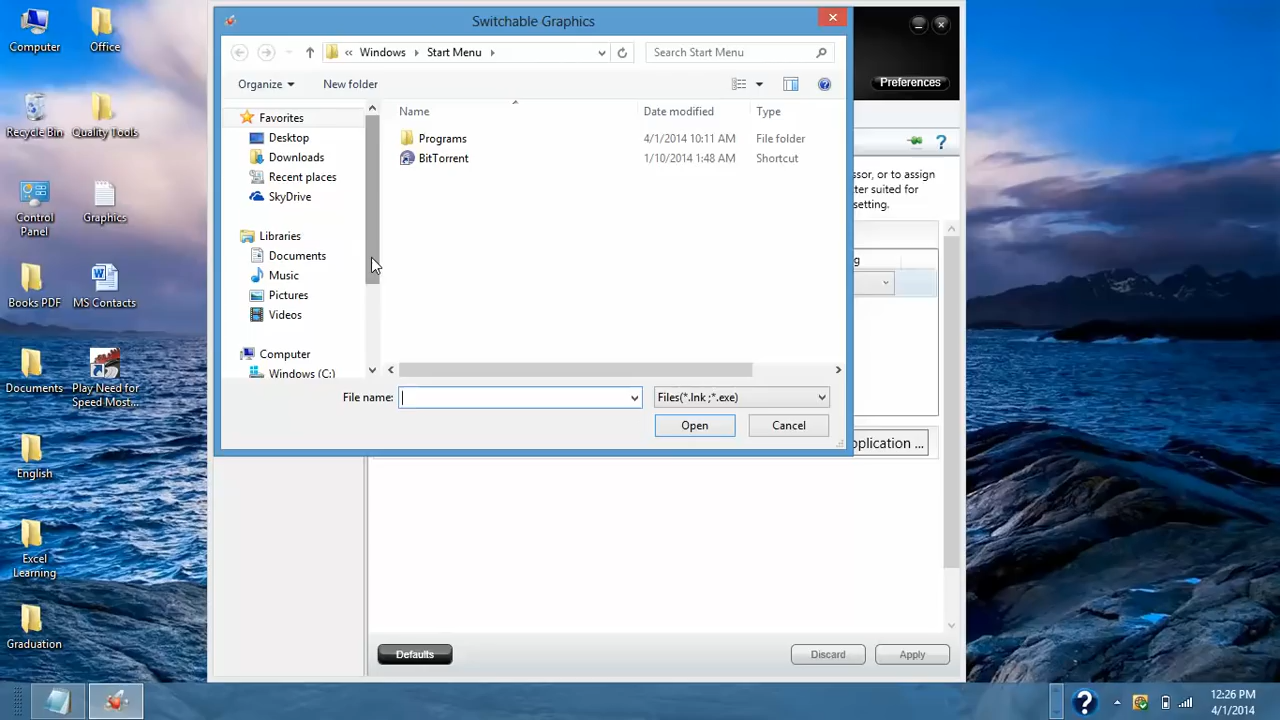 Switchable Graphics
Computer
Office
Windows
Start Menu
Search Start Menu
Organize
New folder
Preferences
Name
Date modified
Type
Favorites
Desktop
Downloads
Recent places
SkyDrive
Programs
4/1/2014 10:11 AM
File folder
BitTorrent
1/10/2014 1:48 AM
Shortcut
Recycle Bin
Quality Tools
ssor, or to assign
ter suited for
setting.
Control
Panel
Graphics
Libraries
Documents
Music
Pictures
Videos
g
Books PDF
MS Contacts
Computer
Windows (C:)
Documents
Play Need for
Speed Most...
File name:
Files(*.lnk ;*.exe)
Open
Cancel
pplication ...
English
Excel
Learning
Graduation
Defaults
Discard
Apply
12:26 PM
4/1/2014